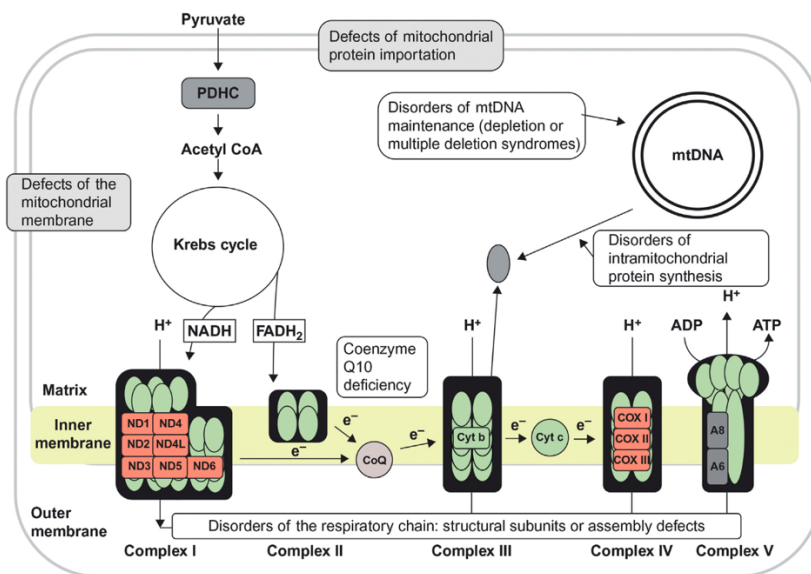 Pyruvate
Defects of mitochondrial
protein importation
PDHC
Disorders of mtDNA
maintenance (depletion or
multiple deletion syndromes)
mtDNA
Acetyl CoA
Defects of the
mitochondrial
membrane
Krebs cycle
Disorders of
intramitochondrial
protein synthesis
H⁺
NADH
FADH₂
Coenzyme
Q10
deficiency
H⁺
H⁺
H⁺
ADP
ATP
Matrix
Inner
membrane
ND1
ND4
ND2
ND4L
ND3
ND5
ND6
e⁻
e⁻
CoQ
e⁻
Cyt b
e⁻
Cyt c
e⁻
COX I
COX II
COX III
A8
A6
Outer
membrane
Disorders of the respiratory chain: structural subunits or assembly defects
Complex I
Complex II
Complex III
Complex IV
Complex V